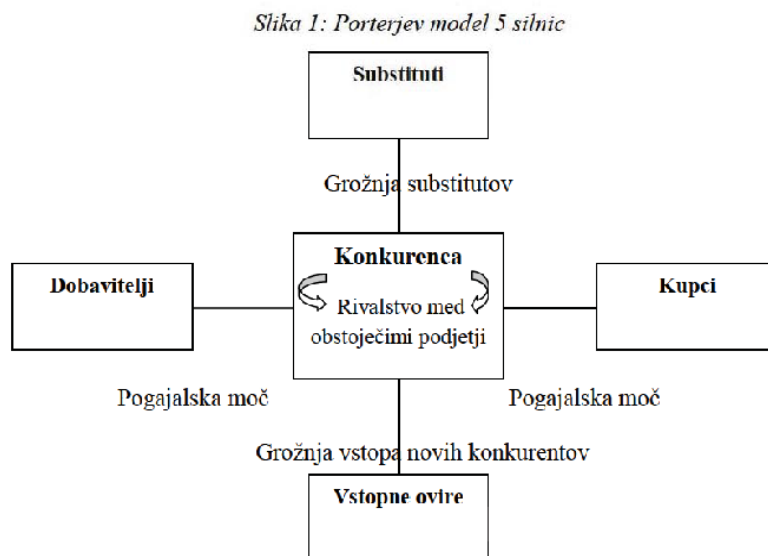 Slika 1: Porterjev model 5 silnic
Substituti
Grožnja substitutov
Konkurenca
Rivalstvo med
obstoječimi podjetji
Dobavitelji
Kupci
Pogajalska moč
Pogajalska moč
Grožnja vstopa novih konkurentov
Vstopne ovire